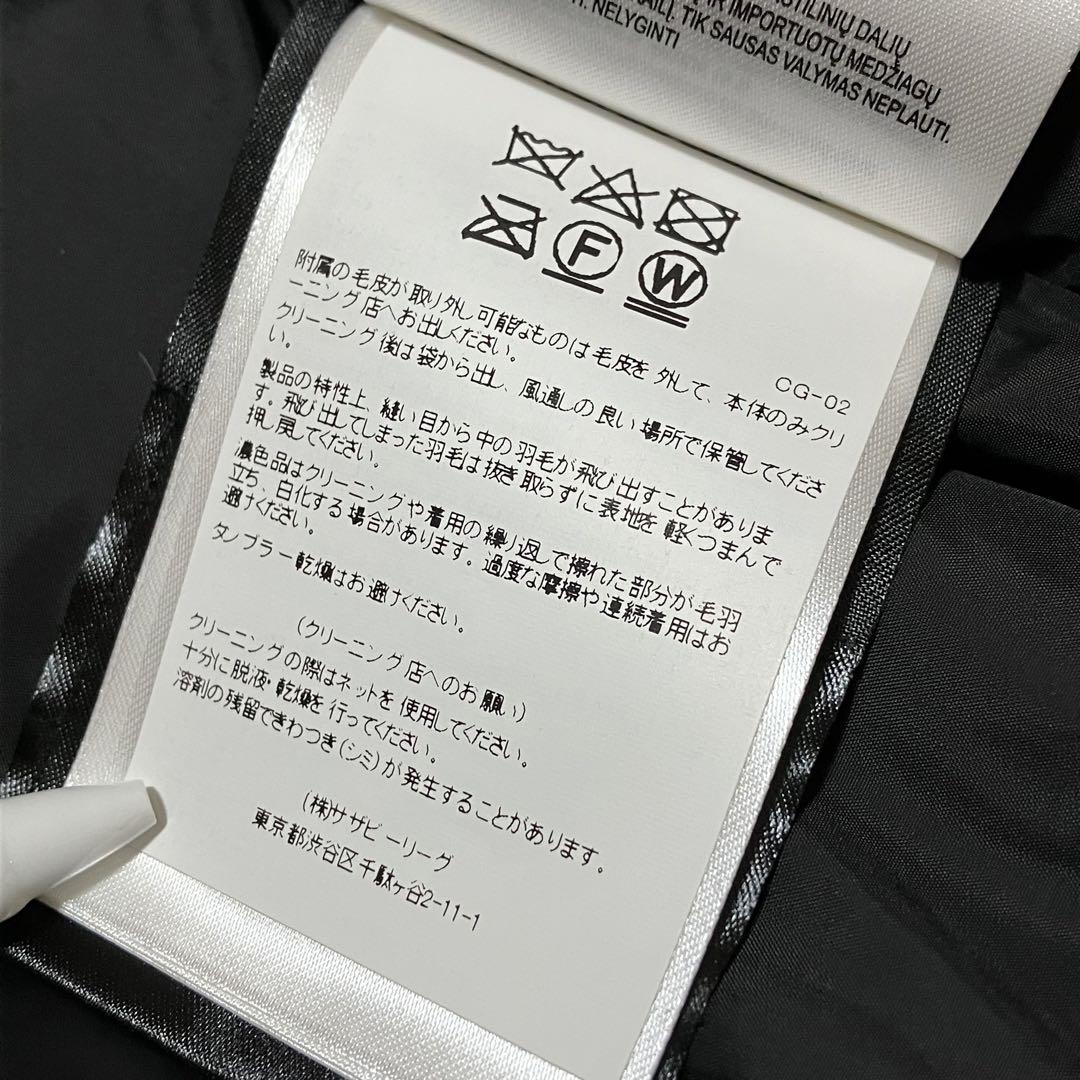 TILINIŲ DALIŲ
IR IMPORTUOTŲ MEDŽIAGŲ
TIK SAUSAS VALYMAS NEPLAUTI.
NELYGINTI
F
W
CG-02
附属の毛皮が取り外し可能なものは毛皮を外して、本体のみクリ
ーニング店へお出しください。
クリーニング後は袋から出し、風通しの良い場所で保管してくださ
い。
製品の特性上、縫い目から中の羽毛が飛び出すことがありま
す。飛び出してしまった羽毛は抜き取らずに表地を軽くつまんで
押し戻してください。
濃色品はクリーニングや着用の繰り返しで擦れた部分が毛羽
立ち、白化する場合があります。過度な摩擦や連続着用はお
避けください。
タンブラー乾燥はお避けください。
(クリーニング店へのお願い)
クリーニングの際はネットを使用してください。
十分に脱液・乾燥を行ってください。
溶剤の残留できわつき(シミ)が発生することがあります。
(株)サザビーリーグ
東京都渋谷区千駄ヶ谷2-11-1